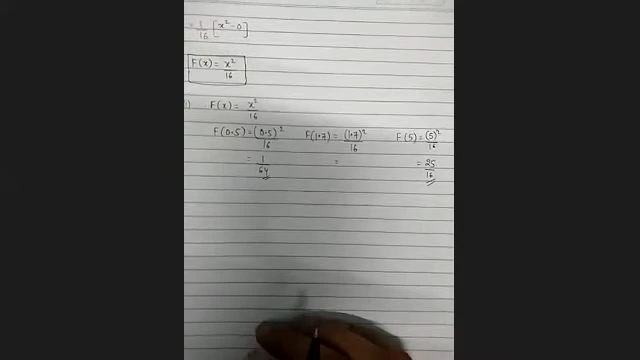 = 1/16 [x² - 0]
F(x) = x²/16
F(x) = x²/16
F(0.5) = (0.5)²/16 F(1.7) = (1.7)²/16 F(5) = (5)²/16
= 1/64 = = 25/16